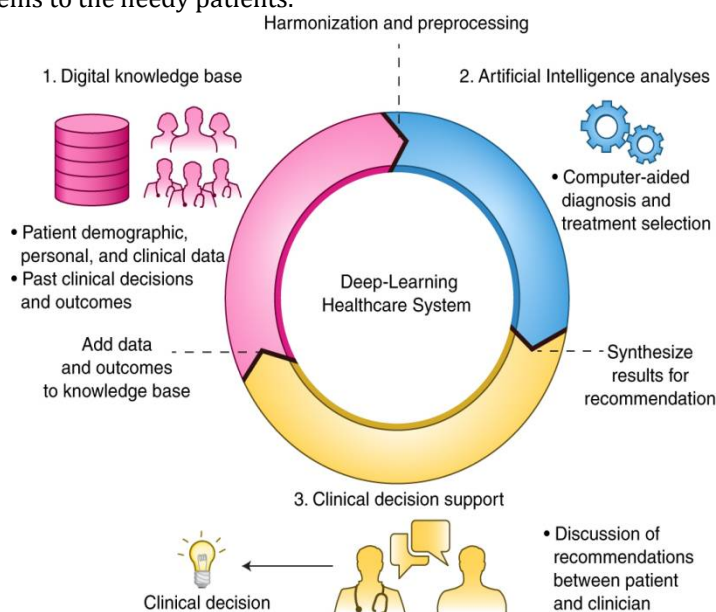 ems to the needy patients.
Harmonization and preprocessing
1. Digital knowledge base
2. Artificial Intelligence analyses
• Computer-aided
diagnosis and
treatment selection
• Patient demographic,
personal, and clinical data
• Past clinical decisions
and outcomes
Deep-Learning
Healthcare System
Add data
and outcomes
to knowledge base
Synthesize
results for
recommendation
3. Clinical decision support
• Discussion of
recommendations
between patient
and clinician
Clinical decision